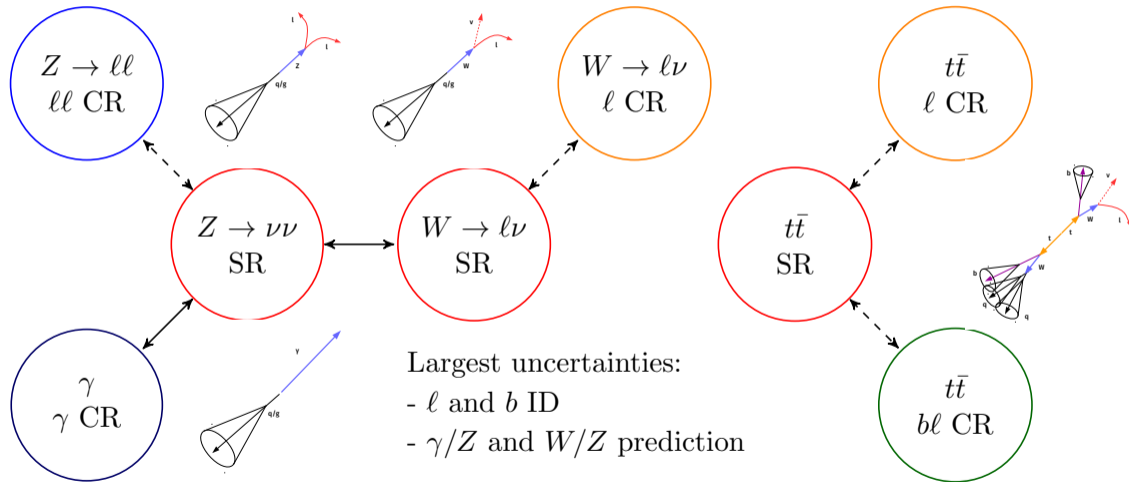 Z → ℓℓ
ℓℓ CR
l
l
Z
q/g
ν
l
W
q/g
W → ℓν
ℓ CR
tt̄
ℓ CR
Z → νν
SR
W → ℓν
SR
tt̄
SR
b
ν
W
l
t
t
W
b
q
q
γ
γ CR
γ
q/g
Largest uncertainties:
- ℓ and b ID
- γ/Z and W/Z prediction
tt̄
bℓ CR